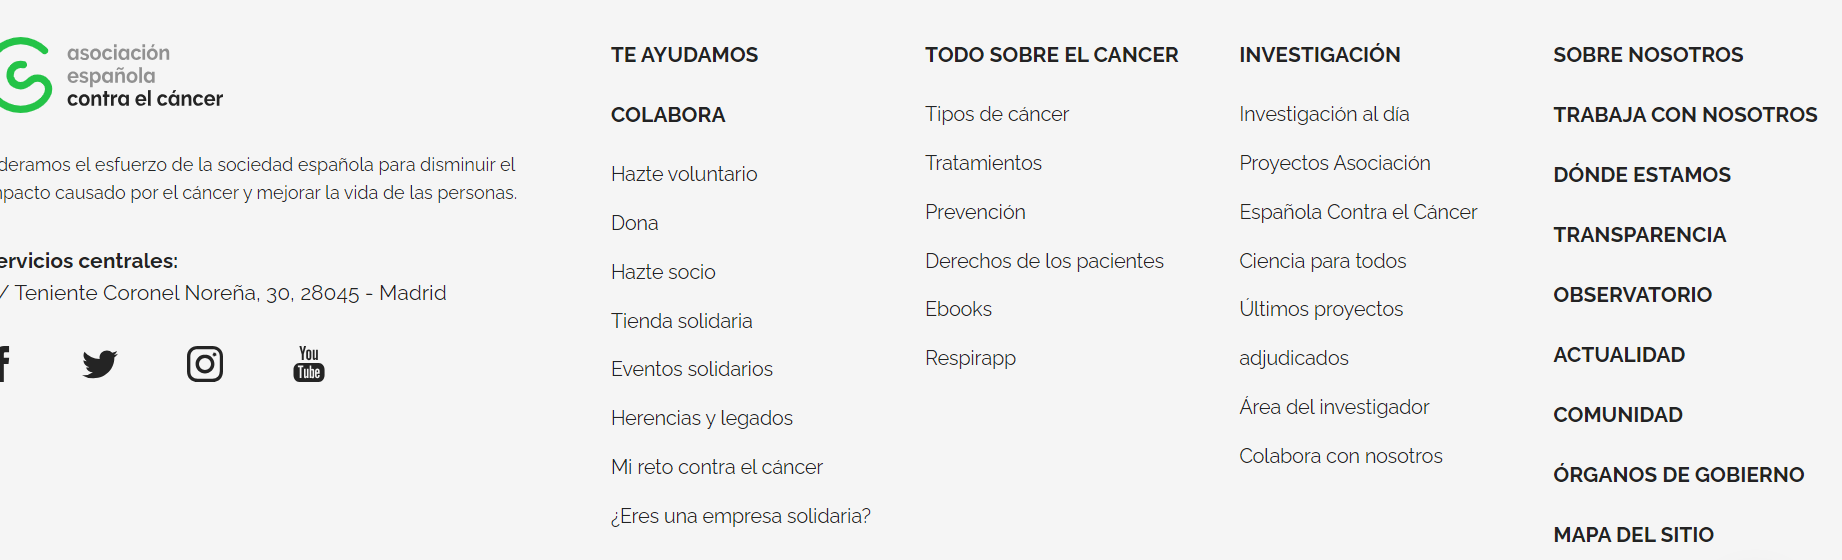 asociación
española
contra el cáncer
deramos el esfuerzo de la sociedad española para disminuir el
mpacto causado por el cáncer y mejorar la vida de las personas.
ervicios centrales:
/ Teniente Coronel Noreña, 30, 28045 - Madrid
You
Tube
TE AYUDAMOS
COLABORA
Hazte voluntario
Dona
Hazte socio
Tienda solidaria
Eventos solidarios
Herencias y legados
Mi reto contra el cáncer
¿Eres una empresa solidaria?
TODO SOBRE EL CANCER
Tipos de cáncer
Tratamientos
Prevención
Derechos de los pacientes
Ebooks
Respirapp
INVESTIGACIÓN
Investigación al día
Proyectos Asociación
Española Contra el Cáncer
Ciencia para todos
Últimos proyectos
adjudicados
Área del investigador
Colabora con nosotros
SOBRE NOSOTROS
TRABAJA CON NOSOTROS
DÓNDE ESTAMOS
TRANSPARENCIA
OBSERVATORIO
ACTUALIDAD
COMUNIDAD
ÓRGANOS DE GOBIERNO
MAPA DEL SITIO